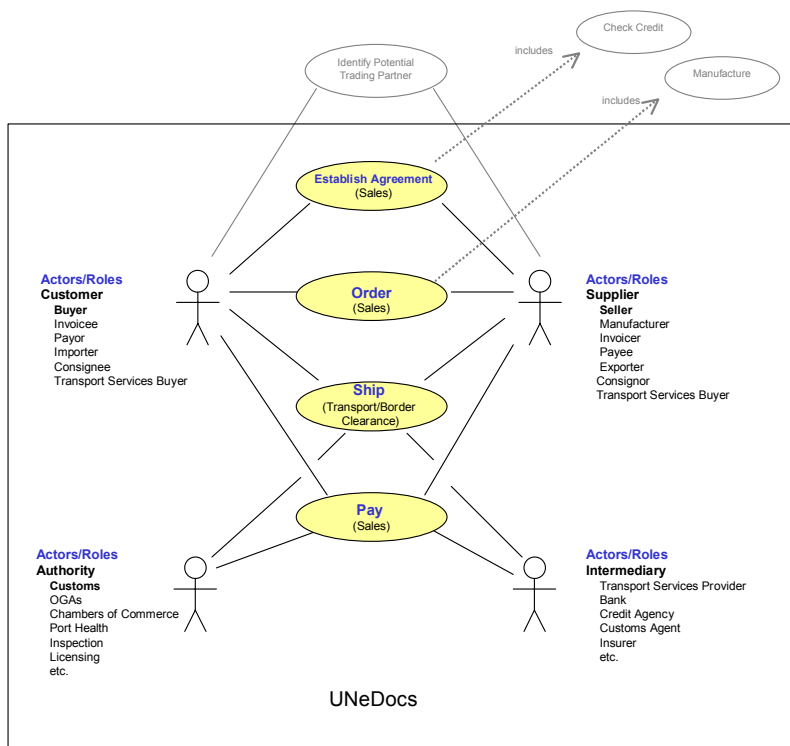 Check Credit
includes
Identify Potential
Trading Partner
Manufacture
includes
Establish Agreement
(Sales)
Actors/Roles
Customer
Buyer
Invoicee
Payor
Importer
Consignee
Transport Services Buyer
Order
(Sales)
Actors/Roles
Supplier
Seller
Manufacturer
Invoicer
Payee
Exporter
Consignor
Transport Services Buyer
Ship
(Transport/Border
Clearance)
Pay
(Sales)
Actors/Roles
Authority
Customs
OGAs
Chambers of Commerce
Port Health
Inspection
Licensing
etc.
Actors/Roles
Intermediary
Transport Services Provider
Bank
Credit Agency
Customs Agent
Insurer
etc.
UNeDocs